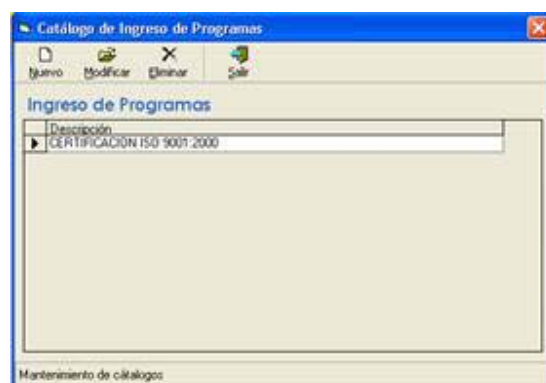 Catálogo de Ingreso de Programas
Nuevo Modificar Eliminar Salir
Ingreso de Programas
Descripción
CERTIFICACION ISO 9001:2000
Mantenimiento de cátalogos